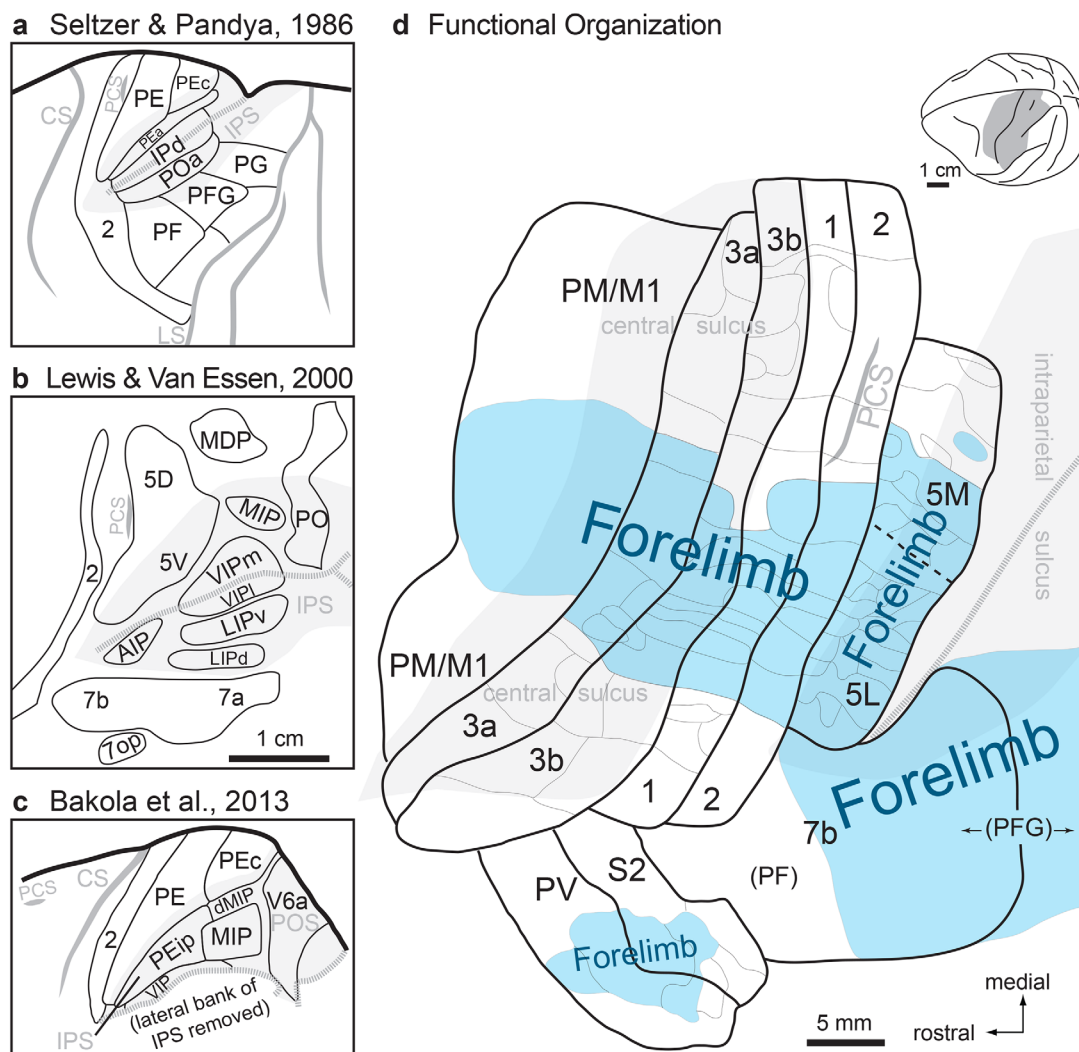 a Seltzer & Pandya, 1986
CS
PCS
PE
PEc
PEa
IPd
IPS
POa
PG
PFG
2
PF
LS
b Lewis & Van Essen, 2000
MDP
5D
PCS
MIP
PO
2
5V
VIPm
VIPl
IPS
LIPv
AIP
LIPd
7b
7a
7op
1 cm
c Bakola et al., 2013
PCS
CS
PEc
PE
dMIP
V6a
POS
2
MIP
PEip
VIP
(lateral bank of
IPS removed)
IPS
d Functional Organization
1 cm
3a
3b
1
2
PM/M1
central sulcus
PCS
intraparietal
sulcus
5M
Forelimb
Forelimb
5L
PM/M1
central sulcus
3a
3b
1
2
Forelimb
7b
(PFG)
(PF)
S2
PV
Forelimb
medial
rostral
5 mm